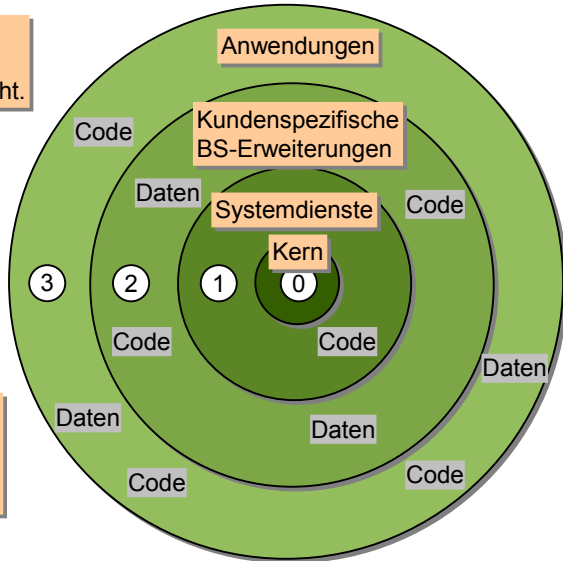 Anwendungen
ht.
Code
Kundenspezifische
BS-Erweiterungen
Daten
Code
Systemdienste
Kern
3
2
1
0
Code
Code
Daten
Daten
Daten
Code
Code